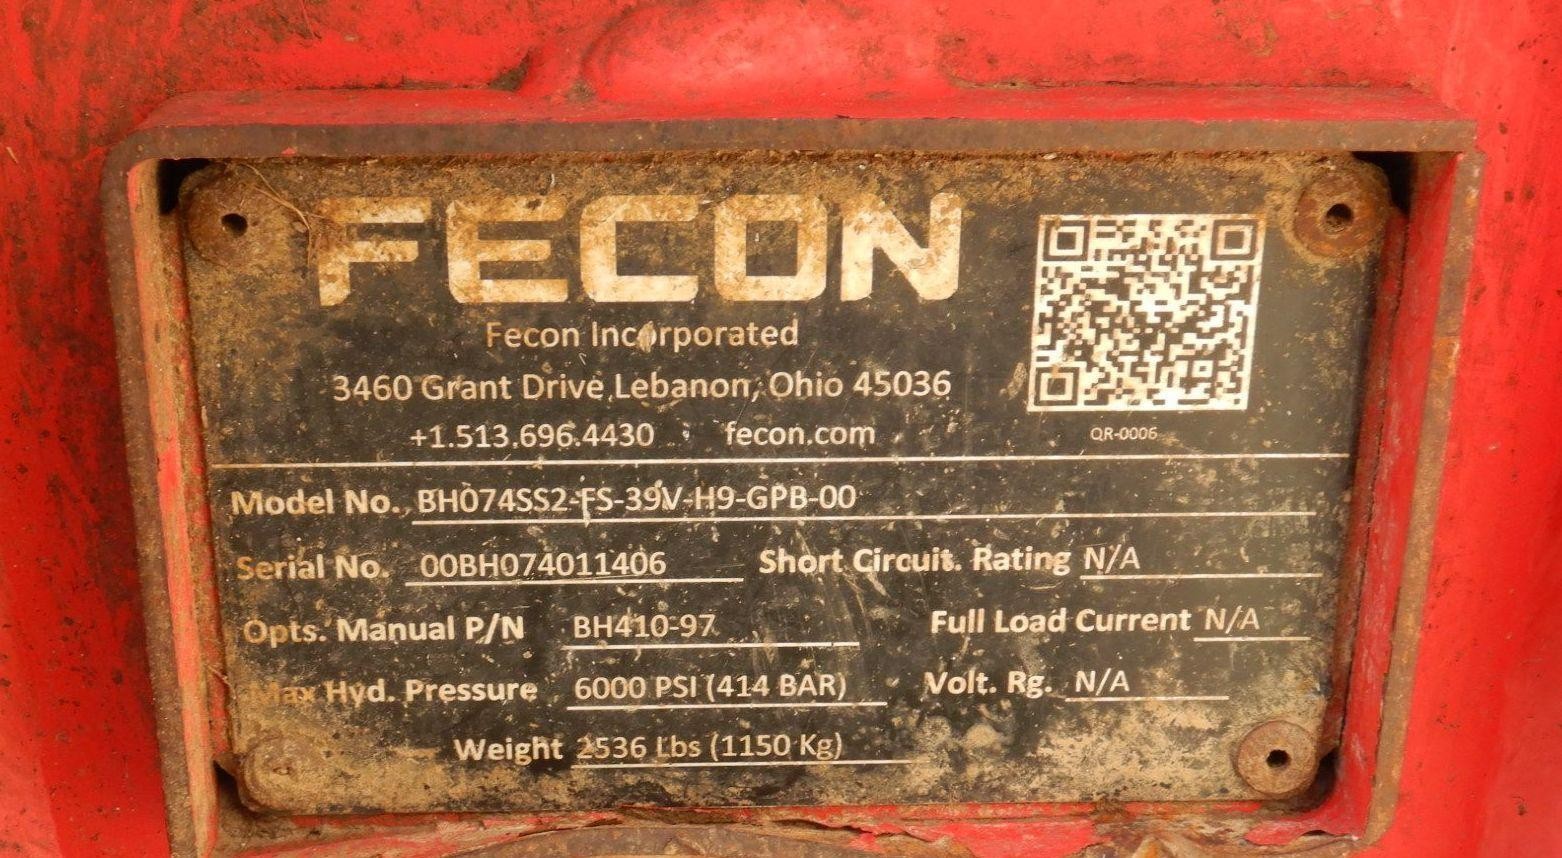 FECON
Fecon Incorporated
3460 Grant Drive, Lebanon, Ohio 45036
+1.513.696.4430 fecon.com
QR-0006
Model No. BH074SS2-FS-39V-H9-GPB-00
Serial No. 00BH074011406 Short Circuit. Rating N/A
Opts. Manual P/N BH410-97 Full Load Current N/A
Max Hyd. Pressure 6000 PSI (414 BAR) Volt. Rg. N/A
Weight 2536 Lbs (1150 Kg)